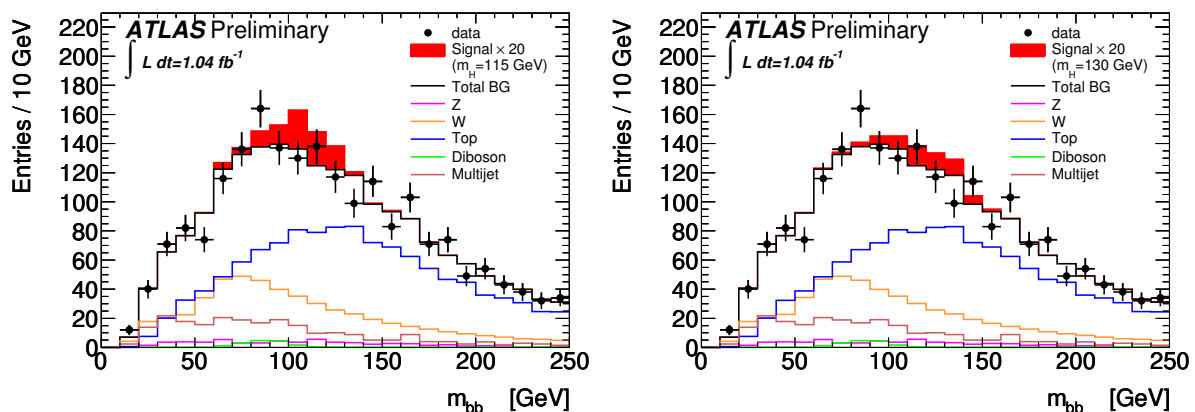 Entries / 10 GeV
220
200
180
160
140
120
100
80
60
40
20
0
ATLAS Preliminary
∫ L dt=1.04 fb⁻¹
data
Signal × 20
(m_H=115 GeV)
Total BG
Z
W
Top
Diboson
Multijet
0 50 100 150 200 250
m_bb [GeV]
Entries / 10 GeV
220
200
180
160
140
120
100
80
60
40
20
0
ATLAS Preliminary
∫ L dt=1.04 fb⁻¹
data
Signal × 20
(m_H=130 GeV)
Total BG
Z
W
Top
Diboson
Multijet
0 50 100 150 200 250
m_bb [GeV]